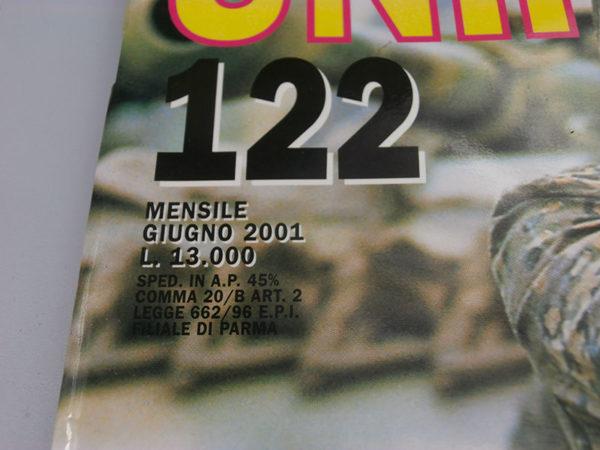 122
MENSILE
GIUGNO 2001
L. 13.000
SPED. IN A.P. 45%
COMMA 20/B ART. 2
LEGGE 662/96 E.P.I.
FILIALE DI PARMA